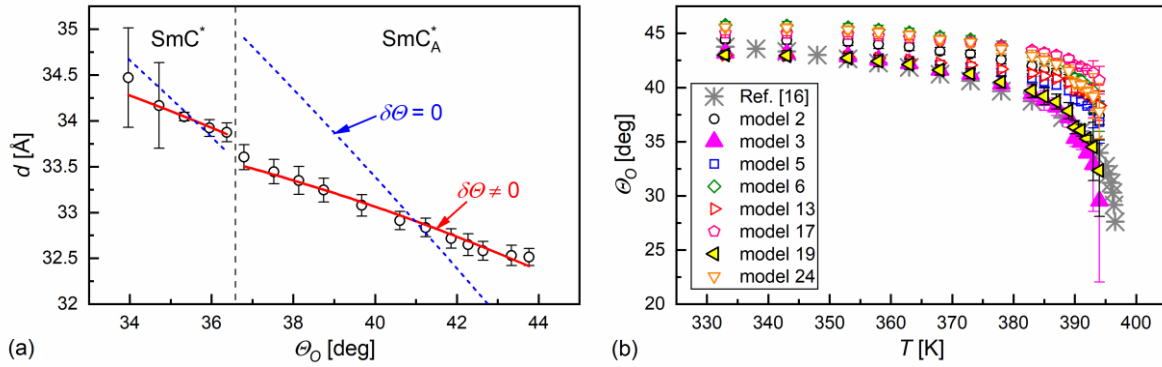 35
34.5
34
33.5
33
32.5
32
d [Å]
SmC*
SmC*A
δΘ = 0
δΘ ≠ 0
34 36 38 40 42 44
(a)
ΘO [deg]
50
45
40
35
30
25
20
ΘO [deg]
Ref. [16]
model 2
model 3
model 5
model 6
model 13
model 17
model 19
model 24
330 340 350 360 370 380 390 400
(b)
T [K]